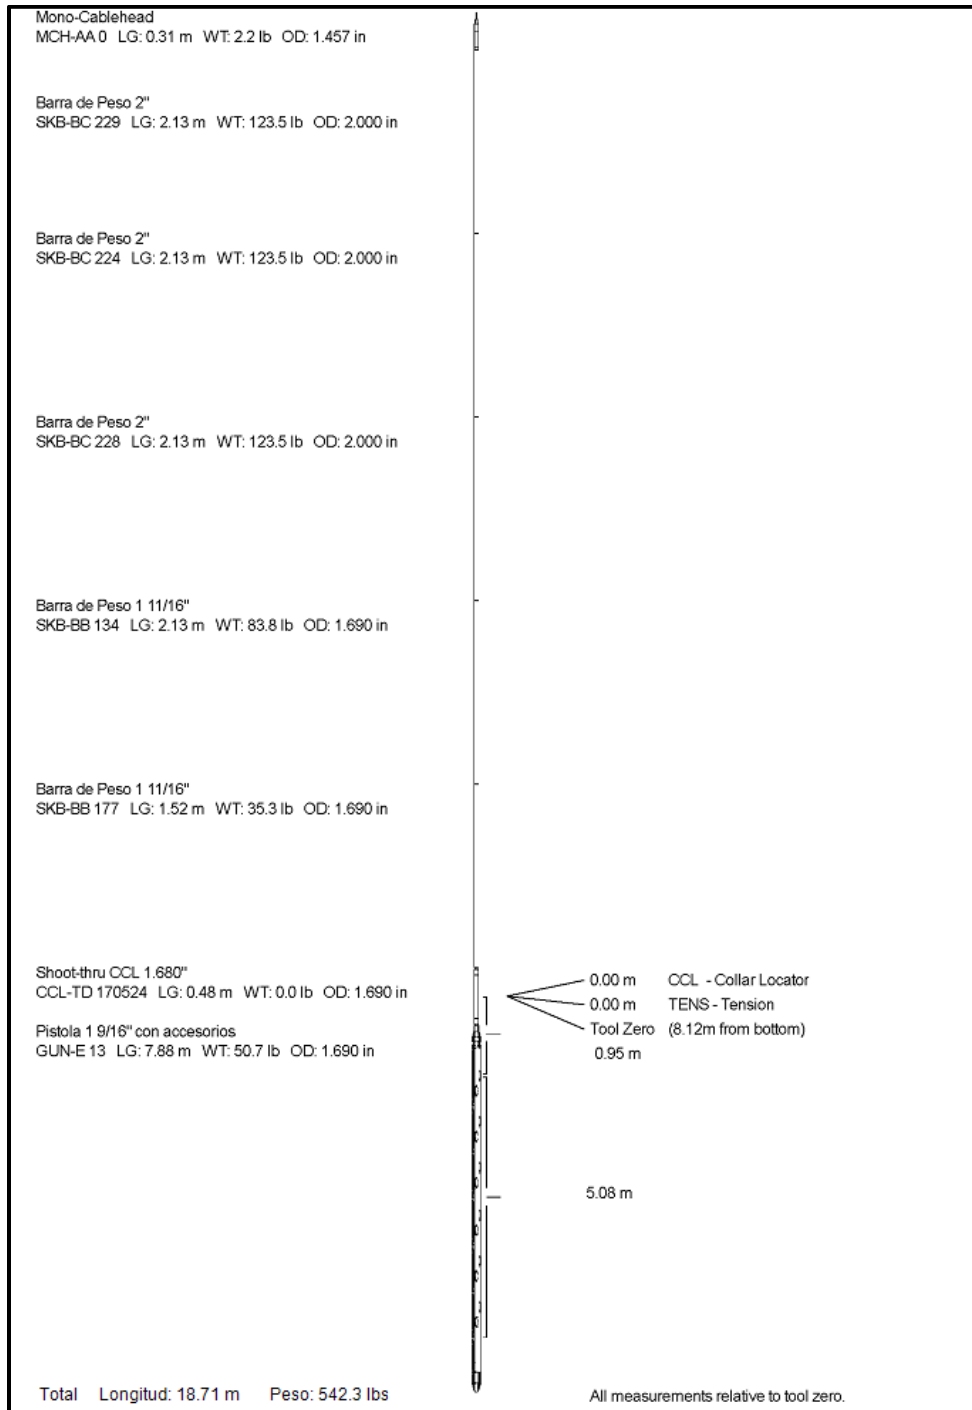 Mono-Cablehead
MCH-AA 0 LG: 0.31 m WT: 2.2 lb OD: 1.457 in
Barra de Peso 2"
SKB-BC 229 LG: 2.13 m WT: 123.5 lb OD: 2.000 in
Barra de Peso 2"
SKB-BC 224 LG: 2.13 m WT: 123.5 lb OD: 2.000 in
Barra de Peso 2"
SKB-BC 228 LG: 2.13 m WT: 123.5 lb OD: 2.000 in
Barra de Peso 1 11/16"
SKB-BB 134 LG: 2.13 m WT: 83.8 lb OD: 1.690 in
Barra de Peso 1 11/16"
SKB-BB 177 LG: 1.52 m WT: 35.3 lb OD: 1.690 in
Shoot-thru CCL 1.680"
CCL-TD 170524 LG: 0.48 m WT: 0.0 lb OD: 1.690 in
Pistola 1 9/16" con accesorios
GUN-E 13 LG: 7.88 m WT: 50.7 lb OD: 1.690 in
0.00 m CCL - Collar Locator
0.00 m TENS - Tension
Tool Zero (8.12m from bottom)
0.95 m
5.08 m
Total Longitud: 18.71 m Peso: 542.3 lbs
All measurements relative to tool zero.